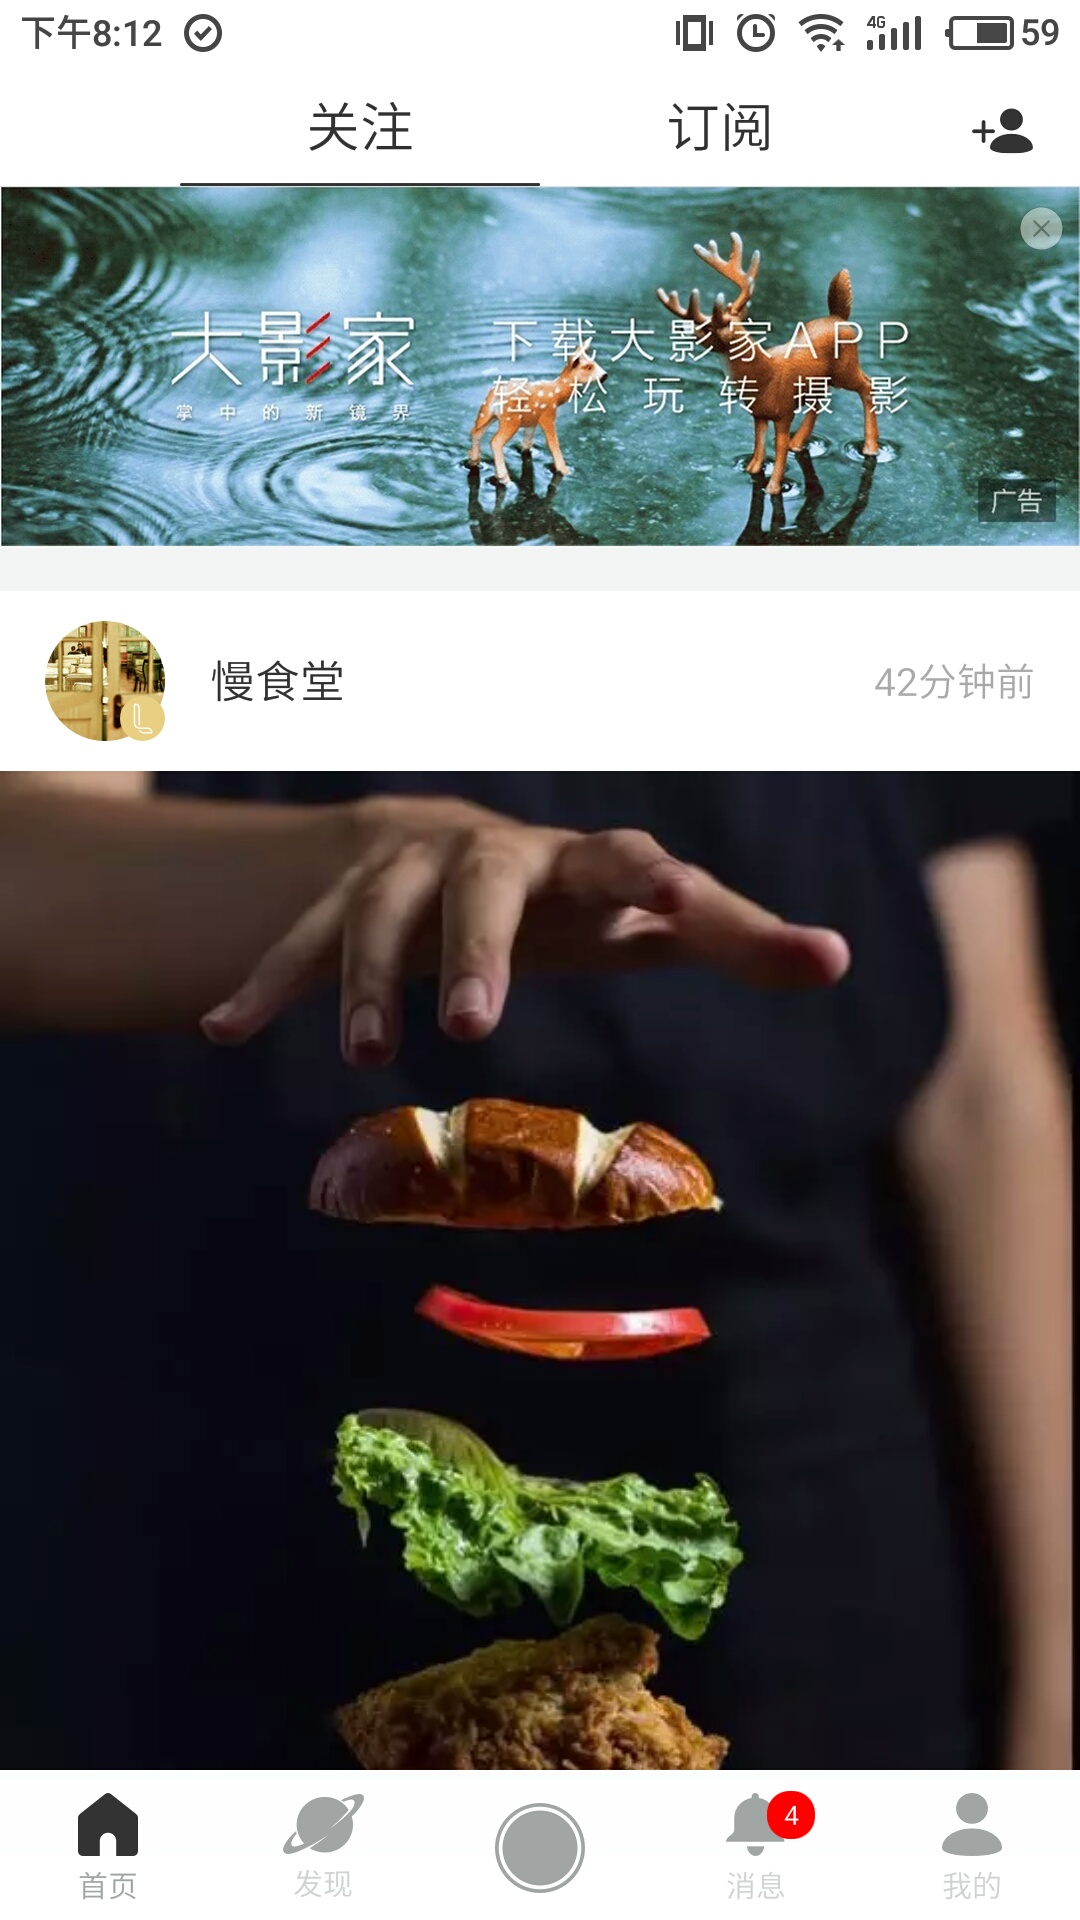 下午8:12
4G
59
关注
订阅
大影家
掌中的新镜界
下载大影家APP
轻松玩转摄影
广告
慢食堂
42分钟前
首页
发现
4
消息
我的